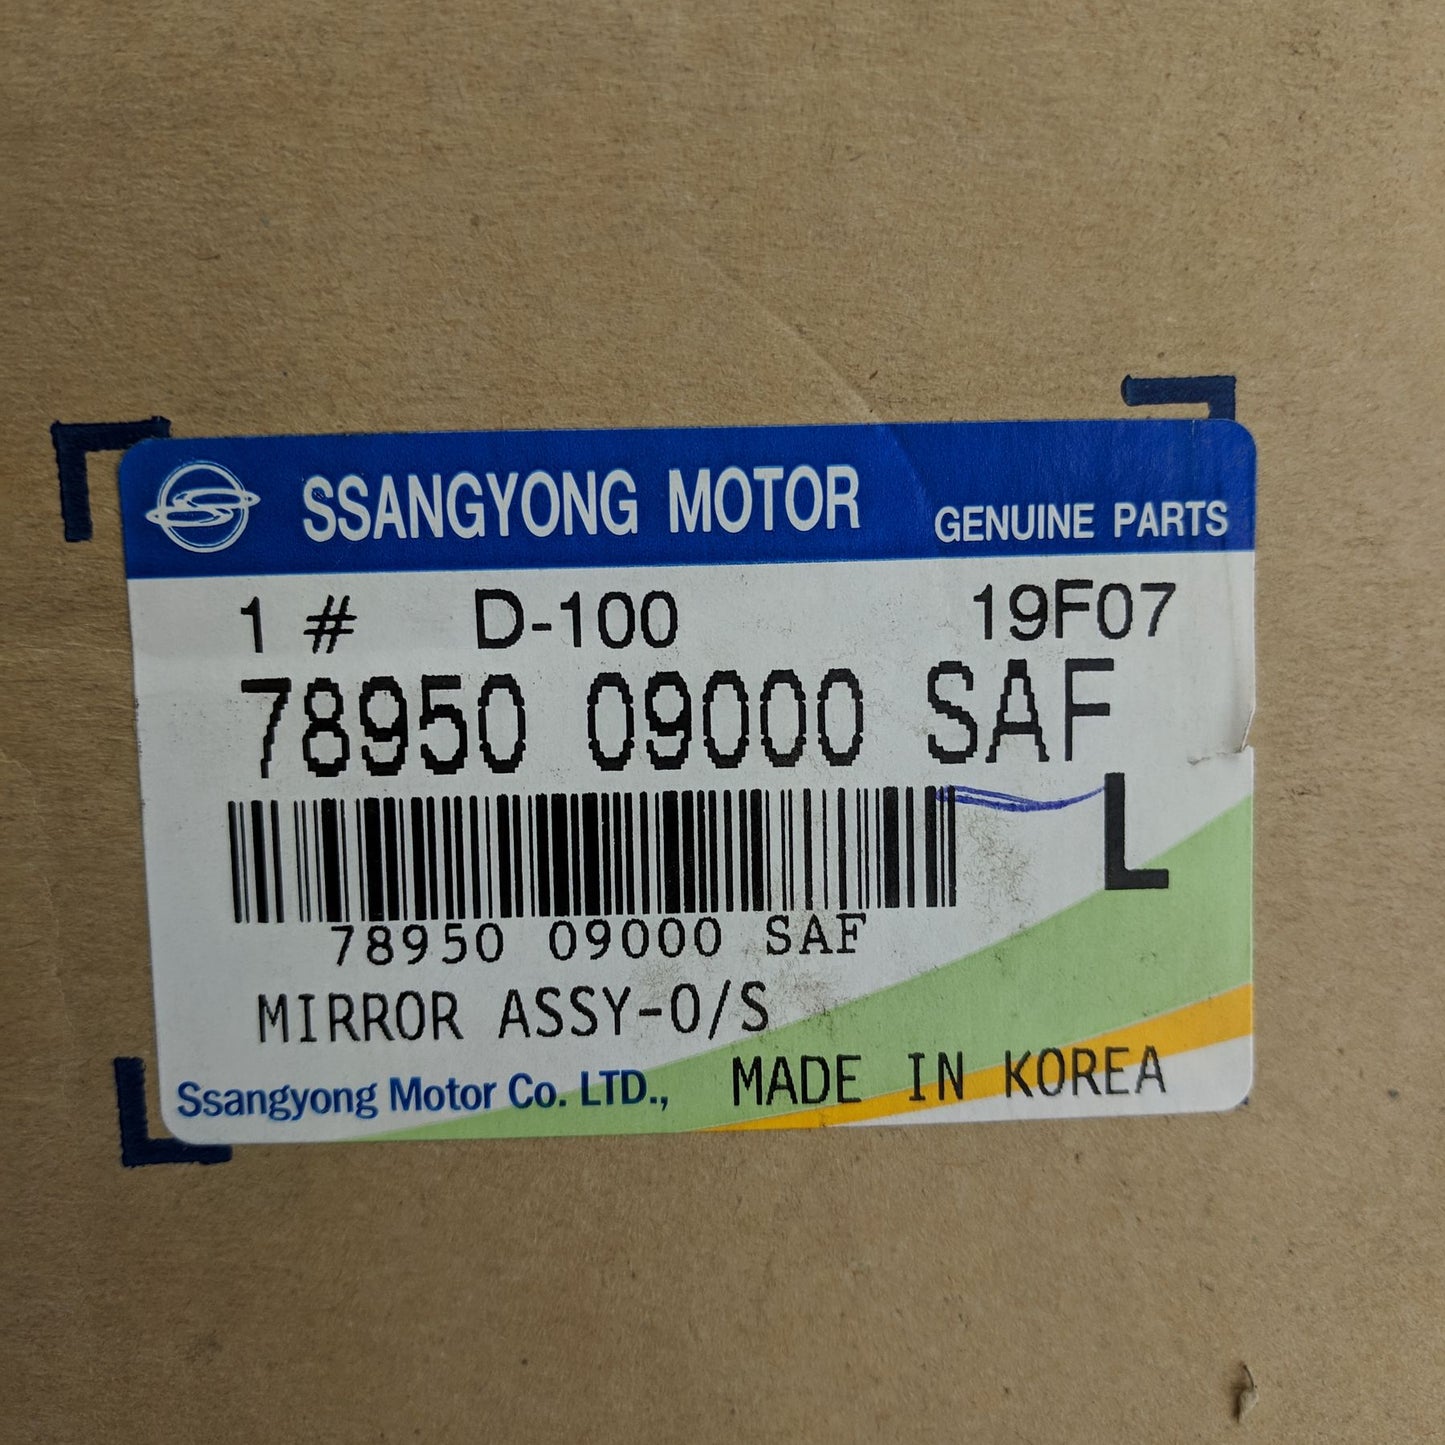 SSANGYONG MOTOR GENUINE PARTS
1 # D-100 19F07
78950 09000 SAF
L
78950 09000 SAF
MIRROR ASSY-O/S
Ssangyong Motor Co. LTD., MADE IN KOREA